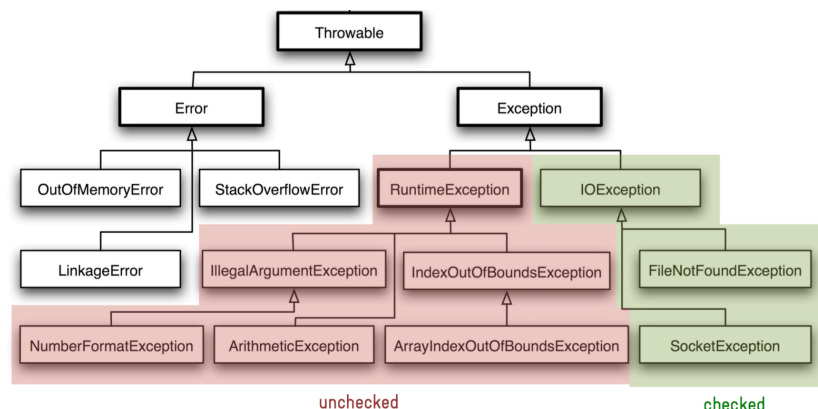 Throwable
Error
Exception
OutOfMemoryError
StackOverflowError
RuntimeException
IOException
LinkageError
IllegalArgumentException
IndexOutOfBoundsException
FileNotFoundException
NumberFormatException
ArithmeticException
ArrayIndexOutOfBoundsException
SocketException
unchecked
checked